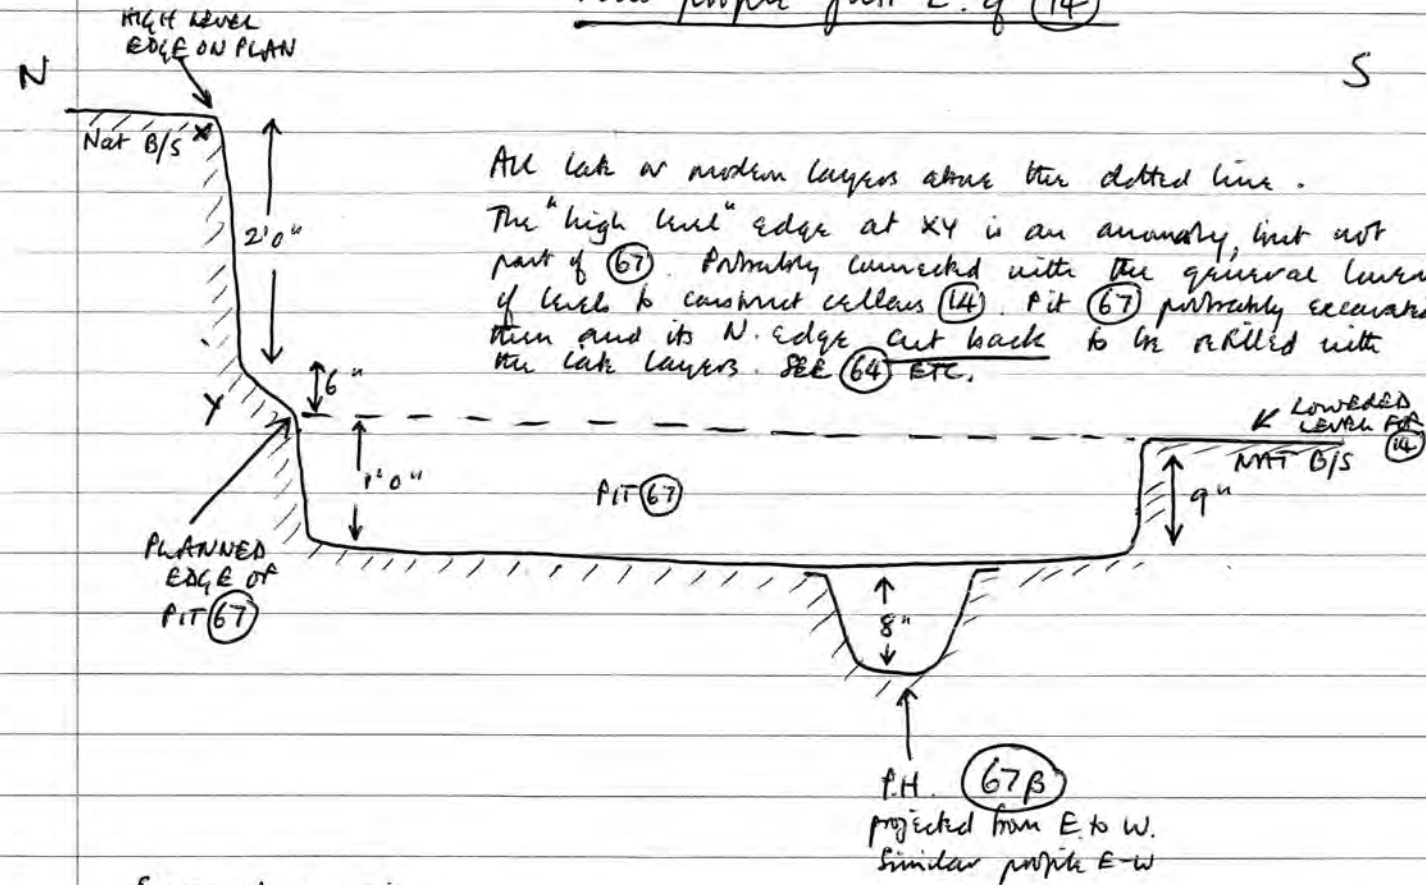 profile just E. of (14)
HIGH LEVEL
EDGE ON PLAN
N
S
Nat B/S X
2'0"
All late or modern layers above the dotted line.
The "high level" edge at XY is an anomaly, but not
part of (67). Probably connected with the general lowering
of levels to construct cellars (14). Pit (67) probably excavated
then and its N. edge cut back to be refilled with
the late layers. SEE (64) ETC.
6"
Y
LOWERED
LEVEL FOR
(14)
NAT B/S
1'0"
PIT (67)
9"
PLANNED
EDGE OF
PIT (67)
8"
P.H. (67β)
projected from E. to W.
Similar profile E-W